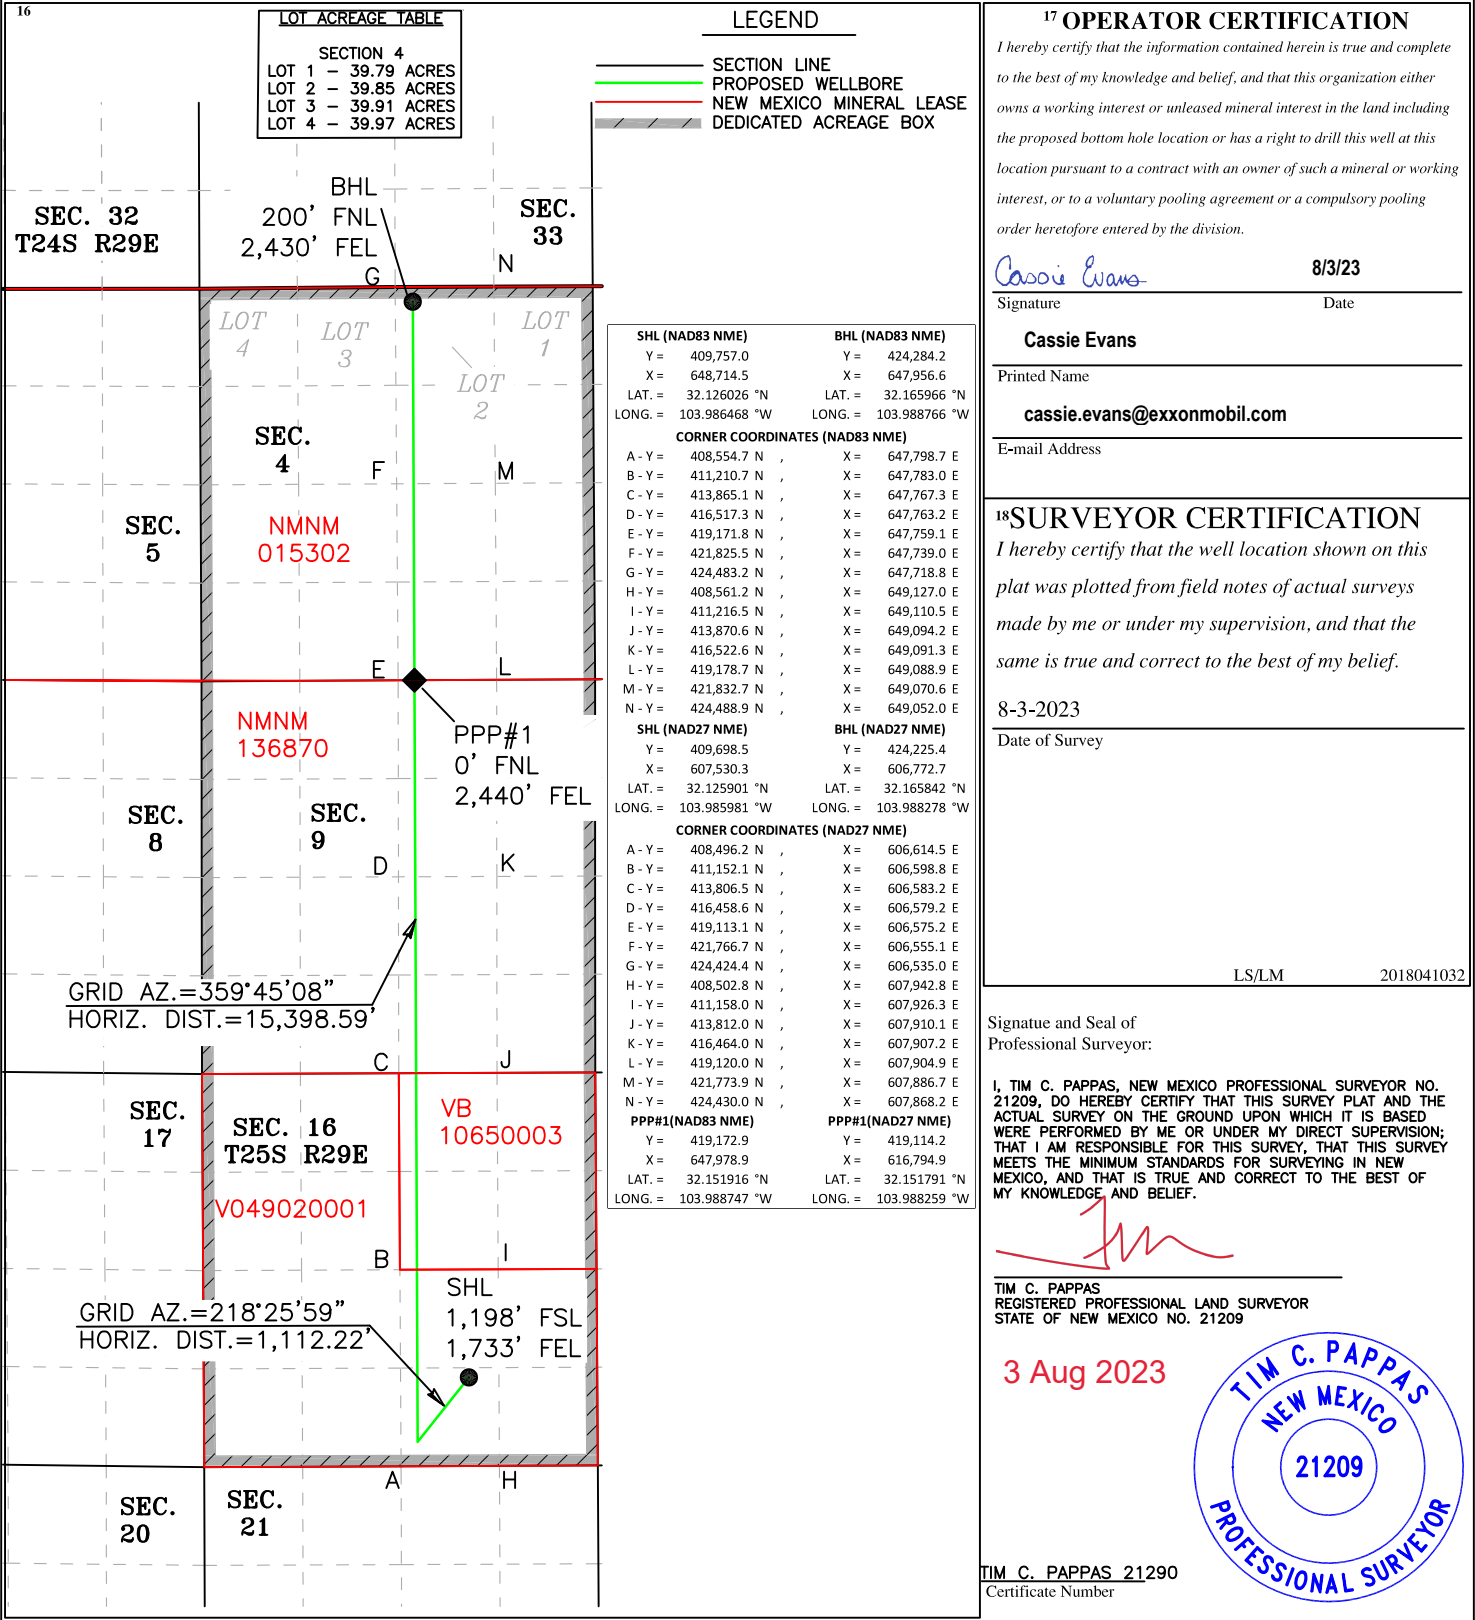 16
LOT ACREAGE TABLE
SECTION 4
LOT 1 – 39.79 ACRES
LOT 2 – 39.85 ACRES
LOT 3 – 39.91 ACRES
LOT 4 – 39.97 ACRES
LEGEND
SECTION LINE
PROPOSED WELLBORE
NEW MEXICO MINERAL LEASE
DEDICATED ACREAGE BOX
SEC. 32
T24S R29E
BHL
200' FNL
2,430' FEL
SEC.
33
G
N
LOT
4
LOT
3
LOT
2
LOT
1
SEC.
4
F
M
SEC.
5
NMNM
015302
E
L
NMNM
136870
PPP#1
0' FNL
2,440' FEL
SEC.
8
SEC.
9
D
K
GRID AZ.=359°45'08"
HORIZ. DIST.=15,398.59'
C
J
SEC.
17
SEC. 16
T25S R29E
VB
10650003
V049020001
B
I
SHL
1,198' FSL
1,733' FEL
GRID AZ.=218°25'59"
HORIZ. DIST.=1,112.22'
A
H
SEC.
20
SEC.
21
SHL (NAD83 NME) BHL (NAD83 NME)
Y = 409,757.0 Y = 424,284.2
X = 648,714.5 X = 647,956.6
LAT. = 32.126026 °N LAT. = 32.165966 °N
LONG. = 103.986468 °W LONG. = 103.988766 °W
CORNER COORDINATES (NAD83 NME)
A - Y = 408,554.7 N , X = 647,798.7 E
B - Y = 411,210.7 N , X = 647,783.0 E
C - Y = 413,865.1 N , X = 647,767.3 E
D - Y = 416,517.3 N , X = 647,763.2 E
E - Y = 419,171.8 N , X = 647,759.1 E
F - Y = 421,825.5 N , X = 647,739.0 E
G - Y = 424,483.2 N , X = 647,718.8 E
H - Y = 408,561.2 N , X = 649,127.0 E
I - Y = 411,216.5 N , X = 649,110.5 E
J - Y = 413,870.6 N , X = 649,094.2 E
K - Y = 416,522.6 N , X = 649,091.3 E
L - Y = 419,178.7 N , X = 649,088.9 E
M - Y = 421,832.7 N , X = 649,070.6 E
N - Y = 424,488.9 N , X = 649,052.0 E
SHL (NAD27 NME) BHL (NAD27 NME)
Y = 409,698.5 Y = 424,225.4
X = 607,530.3 X = 606,772.7
LAT. = 32.125901 °N LAT. = 32.165842 °N
LONG. = 103.985981 °W LONG. = 103.988278 °W
CORNER COORDINATES (NAD27 NME)
A - Y = 408,496.2 N , X = 606,614.5 E
B - Y = 411,152.1 N , X = 606,598.8 E
C - Y = 413,806.5 N , X = 606,583.2 E
D - Y = 416,458.6 N , X = 606,579.2 E
E - Y = 419,113.1 N , X = 606,575.2 E
F - Y = 421,766.7 N , X = 606,555.1 E
G - Y = 424,424.4 N , X = 606,535.0 E
H - Y = 408,502.8 N , X = 607,942.8 E
I - Y = 411,158.0 N , X = 607,926.3 E
J - Y = 413,812.0 N , X = 607,910.1 E
K - Y = 416,464.0 N , X = 607,907.2 E
L - Y = 419,120.0 N , X = 607,904.9 E
M - Y = 421,773.9 N , X = 607,886.7 E
N - Y = 424,430.0 N , X = 607,868.2 E
PPP#1(NAD83 NME) PPP#1(NAD27 NME)
Y = 419,172.9 Y = 419,114.2
X = 647,978.9 X = 616,794.9
LAT. = 32.151916 °N LAT. = 32.151791 °N
LONG. = 103.988747 °W LONG. = 103.988259 °W
17 OPERATOR CERTIFICATION
I hereby certify that the information contained herein is true and complete
to the best of my knowledge and belief, and that this organization either
owns a working interest or unleased mineral interest in the land including
the proposed bottom hole location or has a right to drill this well at this
location pursuant to a contract with an owner of such a mineral or working
interest, or to a voluntary pooling agreement or a compulsory pooling
order heretofore entered by the division.
Cassie Evans 8/3/23
Signature Date
Cassie Evans
Printed Name
cassie.evans@exxonmobil.com
E-mail Address
18 SURVEYOR CERTIFICATION
I hereby certify that the well location shown on this
plat was plotted from field notes of actual surveys
made by me or under my supervision, and that the
same is true and correct to the best of my belief.
8-3-2023
Date of Survey
LS/LM 2018041032
Signatue and Seal of
Professional Surveyor:
I, TIM C. PAPPAS, NEW MEXICO PROFESSIONAL SURVEYOR NO.
21209, DO HEREBY CERTIFY THAT THIS SURVEY PLAT AND THE
ACTUAL SURVEY ON THE GROUND UPON WHICH IT IS BASED
WERE PERFORMED BY ME OR UNDER MY DIRECT SUPERVISION;
THAT I AM RESPONSIBLE FOR THIS SURVEY, THAT THIS SURVEY
MEETS THE MINIMUM STANDARDS FOR SURVEYING IN NEW
MEXICO, AND THAT IS TRUE AND CORRECT TO THE BEST OF
MY KNOWLEDGE AND BELIEF.
TIM C. PAPPAS
REGISTERED PROFESSIONAL LAND SURVEYOR
STATE OF NEW MEXICO NO. 21209
3 Aug 2023
TIM C. PAPPAS
NEW MEXICO
21209
PROFESSIONAL SURVEYOR
TIM C. PAPPAS 21290
Certificate Number